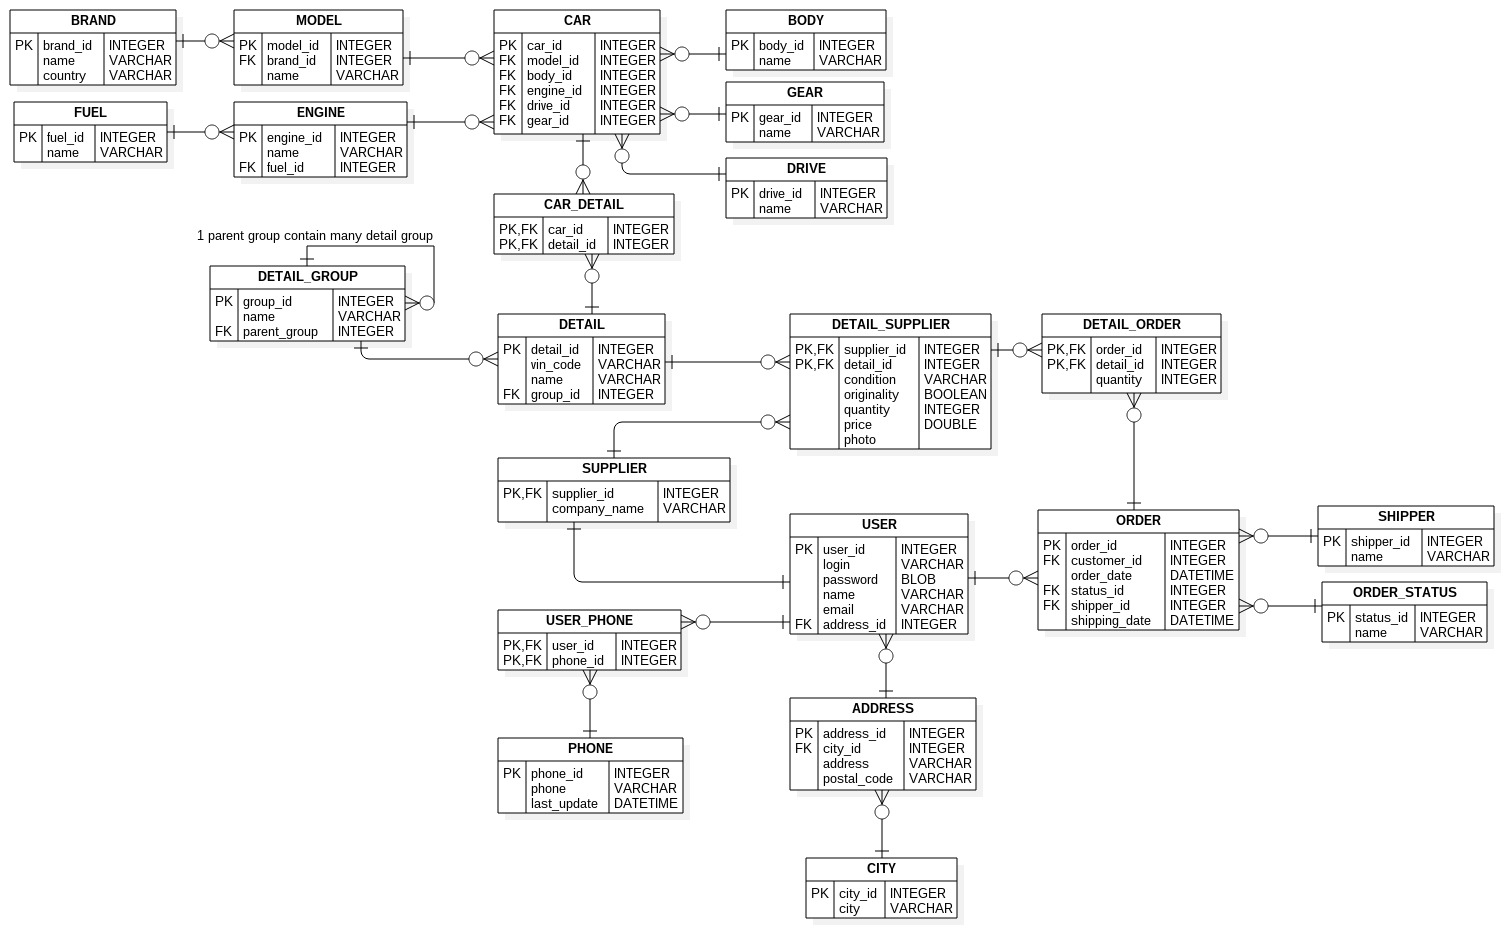 BRAND
PK brand_id INTEGER
name VARCHAR
country VARCHAR
MODEL
PK model_id INTEGER
FK brand_id INTEGER
name VARCHAR
CAR
PK car_id INTEGER
FK model_id INTEGER
FK body_id INTEGER
FK engine_id INTEGER
FK drive_id INTEGER
FK gear_id INTEGER
BODY
PK body_id INTEGER
name VARCHAR
FUEL
PK fuel_id INTEGER
name VARCHAR
ENGINE
PK engine_id INTEGER
name VARCHAR
FK fuel_id INTEGER
GEAR
PK gear_id INTEGER
name VARCHAR
DRIVE
PK drive_id INTEGER
name VARCHAR
CAR_DETAIL
PK,FK car_id INTEGER
PK,FK detail_id INTEGER
1 parent group contain many detail group
DETAIL_GROUP
PK group_id INTEGER
name VARCHAR
FK parent_group INTEGER
DETAIL
PK detail_id INTEGER
win_code VARCHAR
name VARCHAR
FK group_id INTEGER
DETAIL_SUPPLIER
PK,FK supplier_id INTEGER
PK,FK detail_id INTEGER
condition VARCHAR
originality BOOLEAN
quantity INTEGER
price DOUBLE
photo
DETAIL_ORDER
PK,FK order_id INTEGER
PK,FK detail_id INTEGER
quantity INTEGER
SUPPLIER
PK,FK supplier_id INTEGER
company_name VARCHAR
USER
PK user_id INTEGER
login VARCHAR
password BLOB
name VARCHAR
email VARCHAR
FK address_id INTEGER
ORDER
PK order_id INTEGER
FK customer_id INTEGER
order_date DATETIME
FK status_id INTEGER
FK shipper_id INTEGER
shipping_date DATETIME
SHIPPER
PK shipper_id INTEGER
name VARCHAR
ORDER_STATUS
PK status_id INTEGER
name VARCHAR
USER_PHONE
PK,FK user_id INTEGER
PK,FK phone_id INTEGER
ADDRESS
PK address_id INTEGER
FK city_id INTEGER
address VARCHAR
postal_code VARCHAR
PHONE
PK phone_id INTEGER
phone VARCHAR
last_update DATETIME
CITY
PK city_id INTEGER
city VARCHAR